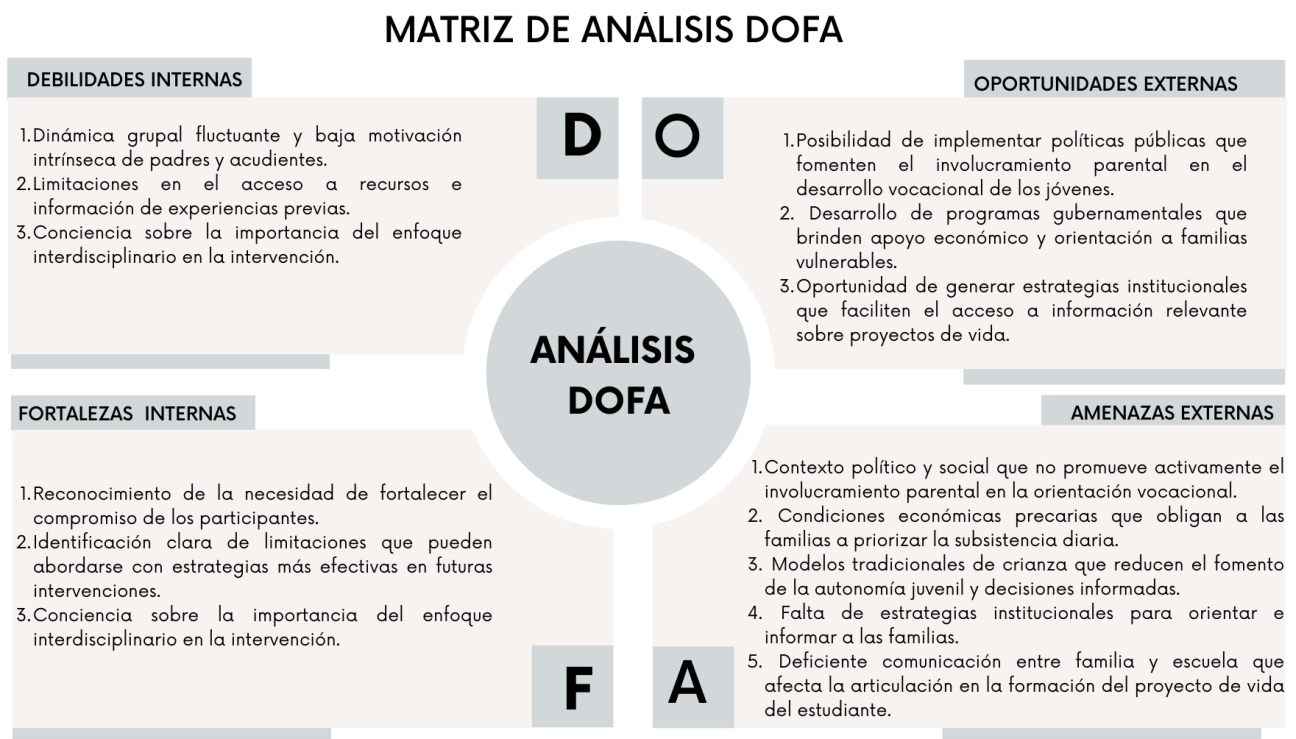 MATRIZ DE ANÁLISIS DOFA
DEBILIDADES INTERNAS
D
1.Dinámica grupal fluctuante y baja motivación
intrínseca de padres y acudientes.
2.Limitaciones en el acceso a recursos e
información de experiencias previas.
3.Conciencia sobre la importancia del enfoque
interdisciplinario en la intervención.
OPORTUNIDADES EXTERNAS
O
1.Posibilidad de implementar políticas públicas que
fomenten el involucramiento parental en el
desarrollo vocacional de los jóvenes.
2. Desarrollo de programas gubernamentales que
brinden apoyo económico y orientación a familias
vulnerables.
3.Oportunidad de generar estrategias institucionales
que faciliten el acceso a información relevante
sobre proyectos de vida.
ANÁLISIS
DOFA
FORTALEZAS INTERNAS
1.Reconocimiento de la necesidad de fortalecer el
compromiso de los participantes.
2.Identificación clara de limitaciones que pueden
abordarse con estrategias más efectivas en futuras
intervenciones.
3.Conciencia sobre la importancia del enfoque
interdisciplinario en la intervención.
F
AMENAZAS EXTERNAS
1.Contexto político y social que no promueve activamente el
involucramiento parental en la orientación vocacional.
2. Condiciones económicas precarias que obligan a las
familias a priorizar la subsistencia diaria.
3. Modelos tradicionales de crianza que reducen el fomento
de la autonomía juvenil y decisiones informadas.
4. Falta de estrategias institucionales para orientar e
informar a las familias.
5. Deficiente comunicación entre familia y escuela que
afecta la articulación en la formación del proyecto de vida
del estudiante.
A